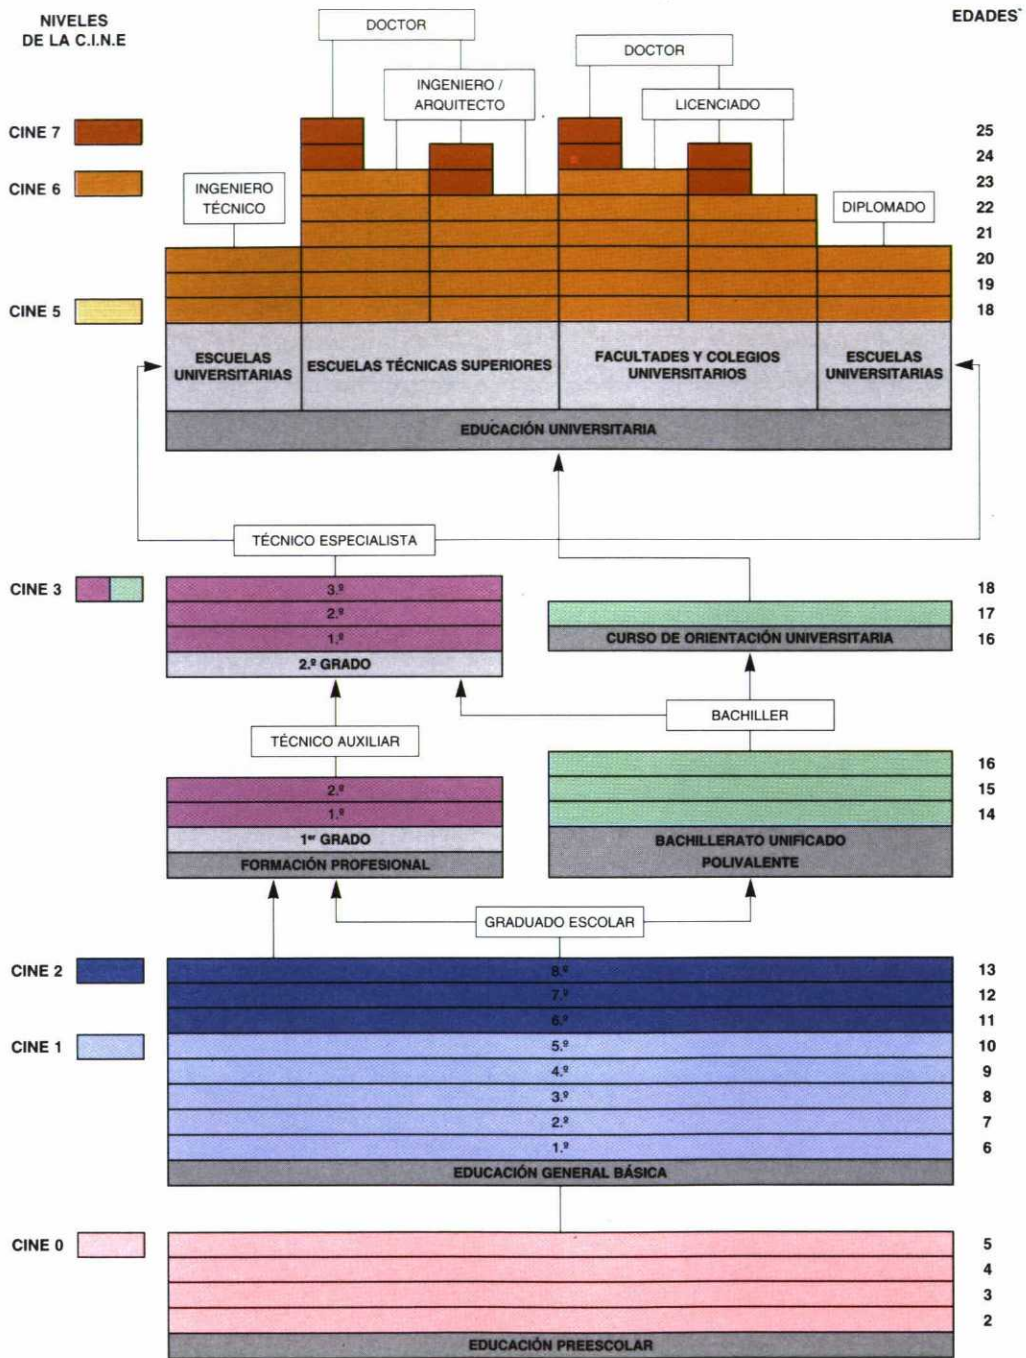 NIVELES
DE LA C.I.N.E
EDADES
DOCTOR
DOCTOR
INGENIERO /
ARQUITECTO
LICENCIADO
CINE 7
25
24
CINE 6
23
INGENIERO
TÉCNICO
DIPLOMADO
22
21
20
19
CINE 5
18
ESCUELAS
UNIVERSITARIAS
ESCUELAS TÉCNICAS SUPERIORES
FACULTADES Y COLEGIOS
UNIVERSITARIOS
ESCUELAS
UNIVERSITARIAS
EDUCACIÓN UNIVERSITARIA
TÉCNICO ESPECIALISTA
CINE 3
3.º
18
2.º
17
1.º
CURSO DE ORIENTACIÓN UNIVERSITARIA
16
2.º GRADO
BACHILLER
TÉCNICO AUXILIAR
16
2.º
15
1.º
14
1er GRADO
BACHILLERATO UNIFICADO
POLIVALENTE
FORMACIÓN PROFESIONAL
GRADUADO ESCOLAR
CINE 2
8.º
13
7.º
12
6.º
11
CINE 1
5.º
10
4.º
9
3.º
8
2.º
7
1.º
6
EDUCACIÓN GENERAL BÁSICA
CINE 0
5
4
3
2
EDUCACIÓN PREESCOLAR